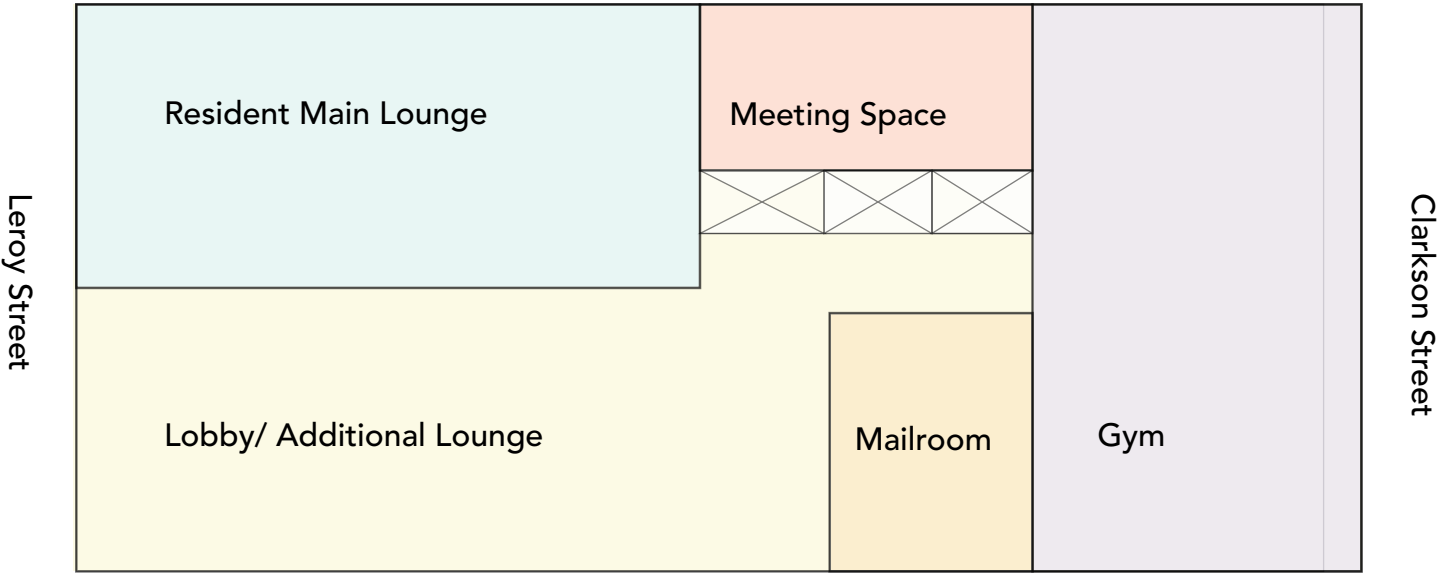 Resident Main Lounge
Meeting Space
Leroy Street
Clarkson Street
Lobby/ Additional Lounge
Mailroom
Gym